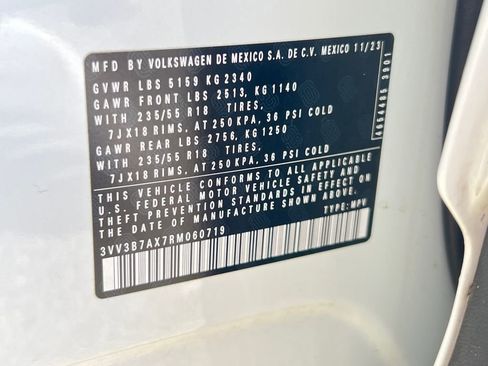 MFD BY VOLKSWAGEN DE MEXICO S.A. DE C.V. MEXICO 11/23
GVWR LBS 5159 KG 2340
GAWR FRONT LBS 2513, KG 1140
WITH 235/55 R18 TIRES,
7JX18 RIMS, AT 250 KPA, 36 PSI COLD
GAWR REAR LBS 2756, KG 1250
WITH 235/55 R18 TIRES,
7JX18 RIMS, AT 250 KPA, 36 PSI COLD
THIS VEHICLE CONFORMS TO ALL APPLICABLE
U.S. FEDERAL MOTOR VEHICLE SAFETY AND
THEFT PREVENTION STANDARDS IN EFFECT ON
THE DATE OF MANUFACTURE SHOWN ABOVE.
3VV3B7AX7RM060719 TYPE: MPV